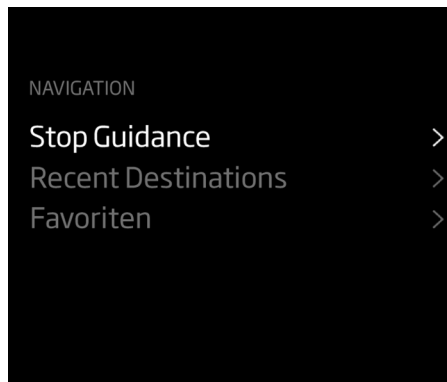 NAVIGATION
Stop Guidance
Recent Destinations
Favoriten